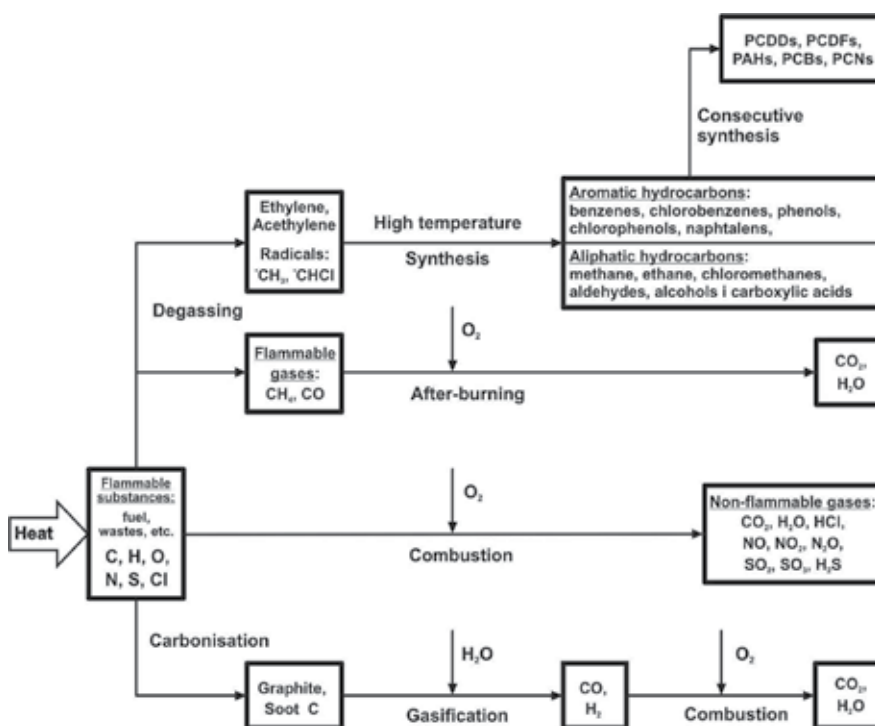 PCDDs, PCDFs,
PAHs, PCBs, PCNs
Consecutive
synthesis
Ethylene,
Acethylene
Radicals:
˙CH₃, ˙CHCl
High temperature
Synthesis
Aromatic hydrocarbons:
benzenes, chlorobenzenes, phenols,
chlorophenols, naphtalens,
Aliphatic hydrocarbons:
methane, ethane, chloromethanes,
aldehydes, alcohols i carboxylic acids
Degassing
O₂
Flammable
gases:
CH₄, CO
After-burning
CO₂,
H₂O
Heat
Flammable
substances:
fuel,
wastes, etc.
C, H, O,
N, S, Cl
O₂
Combustion
Non-flammable gases:
CO₂, H₂O, HCl,
NO, NO₂, N₂O,
SO₂, SO₃, H₂S
Carbonisation
Graphite,
Soot C
H₂O
Gasification
CO,
H₂
O₂
Combustion
CO₂,
H₂O